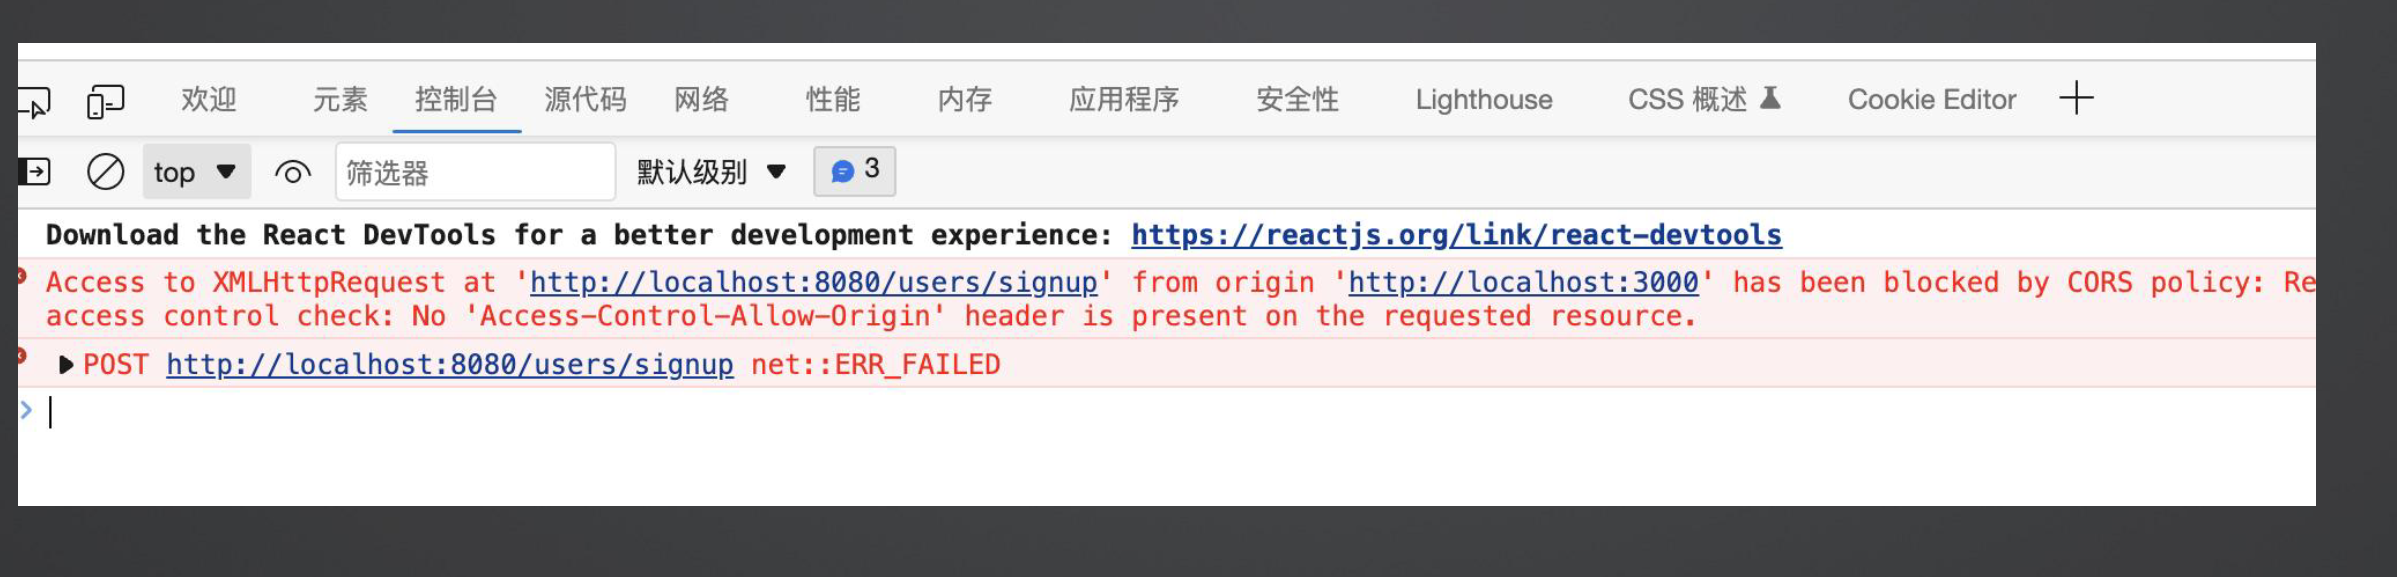 欢迎 元素 控制台 源代码 网络 性能 内存 应用程序 安全性 Lighthouse CSS 概述 Cookie Editor
top 筛选器 默认级别 3
Download the React DevTools for a better development experience: https://reactjs.org/link/react-devtools
Access to XMLHttpRequest at 'http://localhost:8080/users/signup' from origin 'http://localhost:3000' has been blocked by CORS policy: Re
access control check: No 'Access-Control-Allow-Origin' header is present on the requested resource.
POST http://localhost:8080/users/signup net::ERR_FAILED